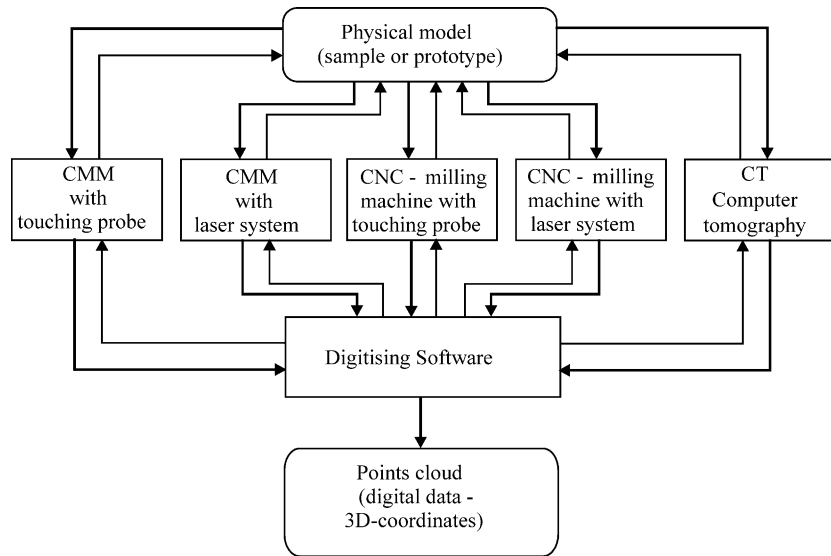 Physical model
(sample or prototype)
CMM
with
touching probe
CMM
with
laser system
CNC - milling
machine with
touching probe
CNC - milling
machine with
laser system
CT
Computer
tomography
Digitising Software
Points cloud
(digital data -
3D-coordinates)